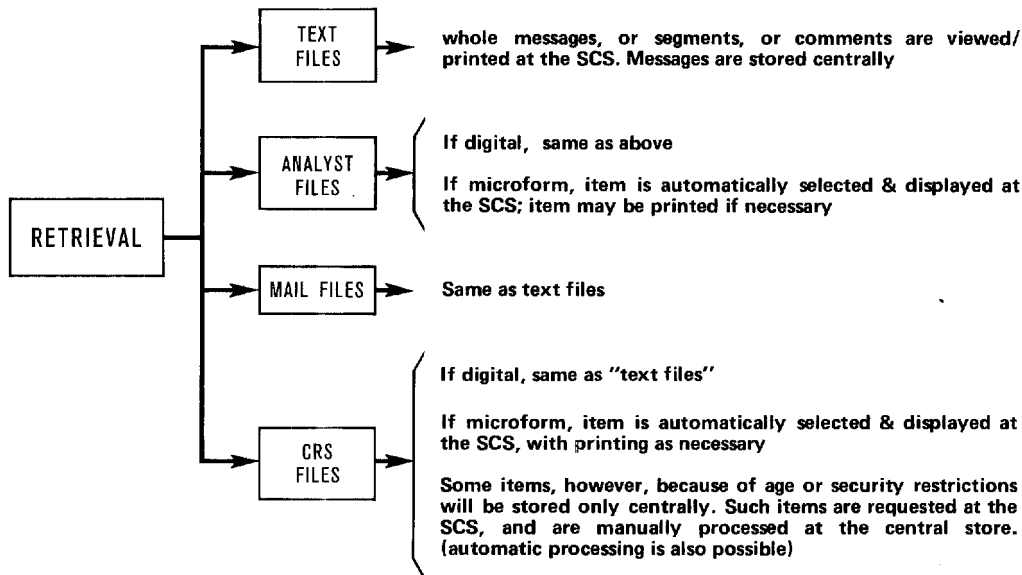 TEXT
FILES
whole messages, or segments, or comments are viewed/
printed at the SCS. Messages are stored centrally
ANALYST
FILES
If digital, same as above
If microform, item is automatically selected & displayed at
the SCS; item may be printed if necessary
RETRIEVAL
MAIL FILES
Same as text files
CRS
FILES
If digital, same as "text files"
If microform, item is automatically selected & displayed at
the SCS, with printing as necessary
Some items, however, because of age or security restrictions
will be stored only centrally. Such items are requested at the
SCS, and are manually processed at the central store.
(automatic processing is also possible)